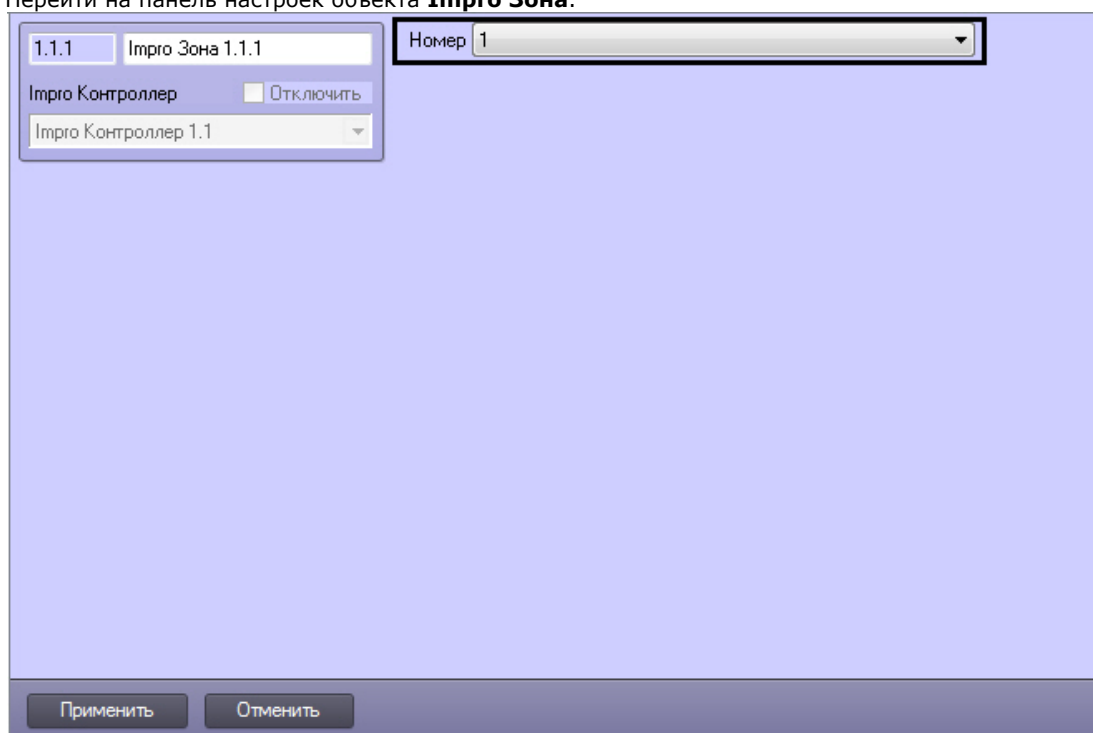 Перейти на панель настроек объекта Impro Зона.
1.1.1 Impro Зона 1.1.1
Номер 1
Impro Контроллер Отключить
Impro Контроллер 1.1
Применить Отменить